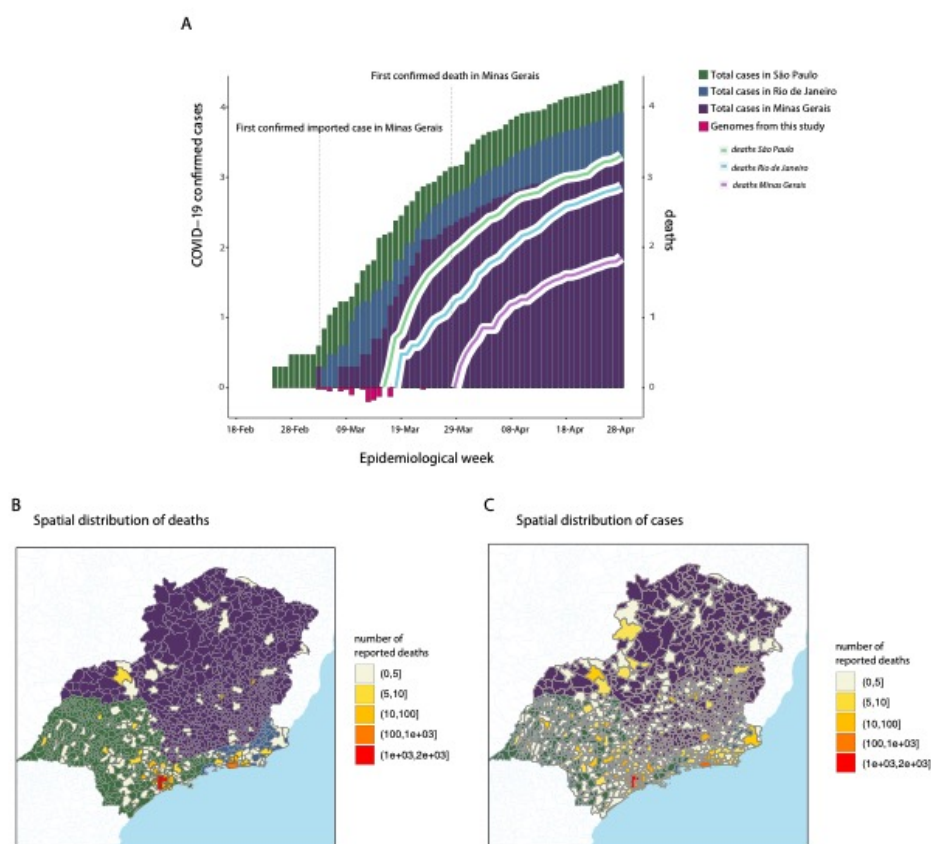 A
First confirmed death in Minas Gerais
First confirmed imported case in Minas Gerais
Total cases in São Paulo
Total cases in Rio de Janeiro
Total cases in Minas Gerais
Genomes from this study
deaths São Paulo
deaths Rio de Janeiro
deaths Minas Gerais
COVID−19 confirmed cases
4
3
2
1
0
deaths
4
3
2
1
0
18-Feb 28-Feb 09-Mar 19-Mar 29-Mar 08-Apr 18-Apr 28-Apr
Epidemiological week
B
Spatial distribution of deaths
number of
reported deaths
(0,5]
(5,10]
(10,100]
(100,1e+03]
(1e+03,2e+03]
C
Spatial distribution of cases
number of
reported deaths
(0,5]
(5,10]
(10,100]
(100,1e+03]
(1e+03,2e+03]